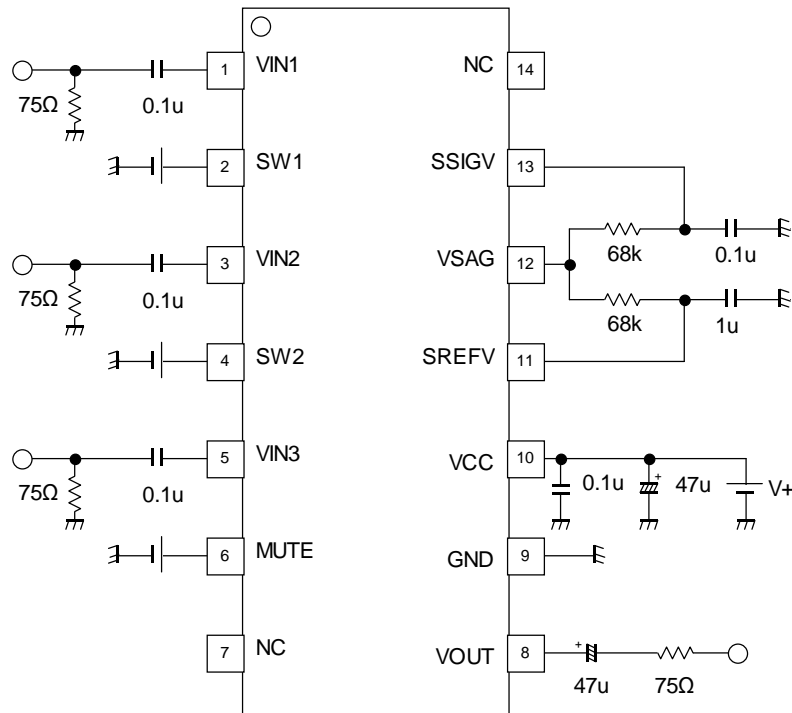 1 VIN1
75Ω 0.1u
2 SW1
3 VIN2
75Ω 0.1u
4 SW2
5 VIN3
75Ω 0.1u
6 MUTE
7 NC
NC 14
SSIGV 13
68k 0.1u
VSAG 12
68k 1u
SREFV 11
VCC 10
0.1u + 47u V+
GND 9
VOUT 8
+
47u 75Ω